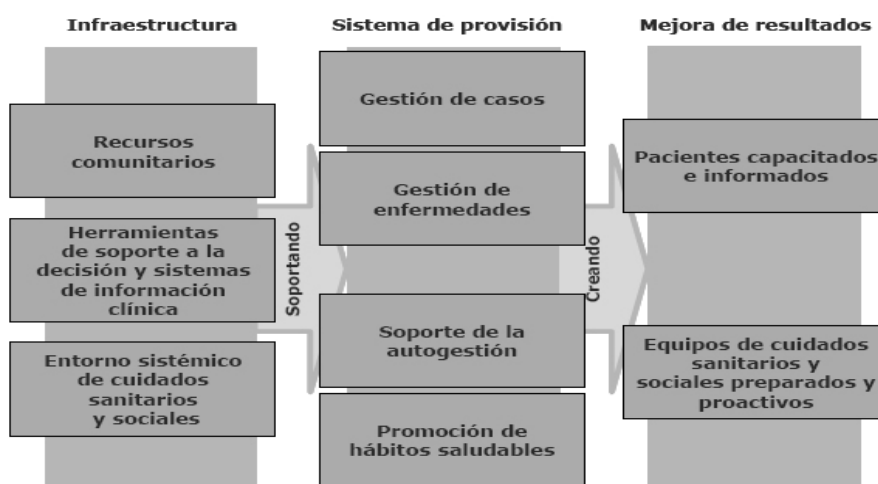 Infraestructura
Recursos
comunitarios
Herramientas
de soporte a la
decisión y sistemas
de información
clínica
Entorno sistémico
de cuidados
sanitarios
y sociales
Soportando
Sistema de provisión
Gestión de casos
Gestión de
enfermedades
Soporte de la
autogestión
Promoción de
hábitos saludables
Creando
Mejora de resultados
Pacientes capacitados
e informados
Equipos de cuidados
sanitarios y
sociales preparados y
proactivos